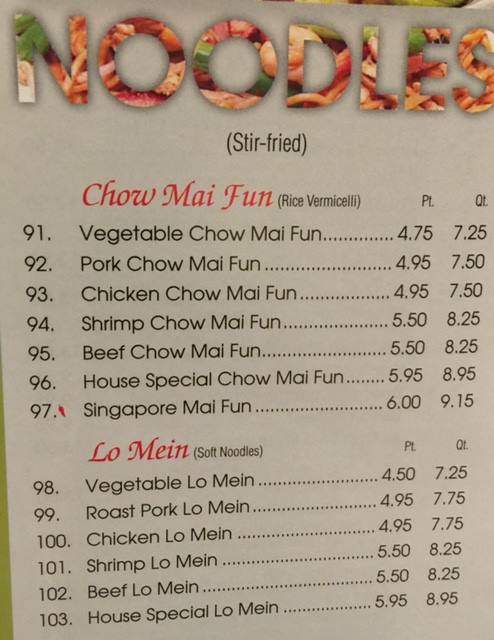 NOODLES
(Stir-fried)
Chow Mai Fun (Rice Vermicelli) Pt. Qt.
91. Vegetable Chow Mai Fun.............. 4.75 7.25
92. Pork Chow Mai Fun .......................... 4.95 7.50
93. Chicken Chow Mai Fun ................... 4.95 7.50
94. Shrimp Chow Mai Fun...................... 5.50 8.25
95. Beef Chow Mai Fun.......................... 5.50 8.25
96. House Special Chow Mai Fun........ 5.95 8.95
97. Singapore Mai Fun ........................... 6.00 9.15
Lo Mein (Soft Noodles) Pt. Qt.
98. Vegetable Lo Mein ......................... 4.50 7.25
99. Roast Pork Lo Mein .......................... 4.95 7.75
100. Chicken Lo Mein ............................. 4.95 7.75
101. Shrimp Lo Mein ................................ 5.50 8.25
102. Beef Lo Mein .................................... 5.50 8.25
103. House Special Lo Mein .................. 5.95 8.95